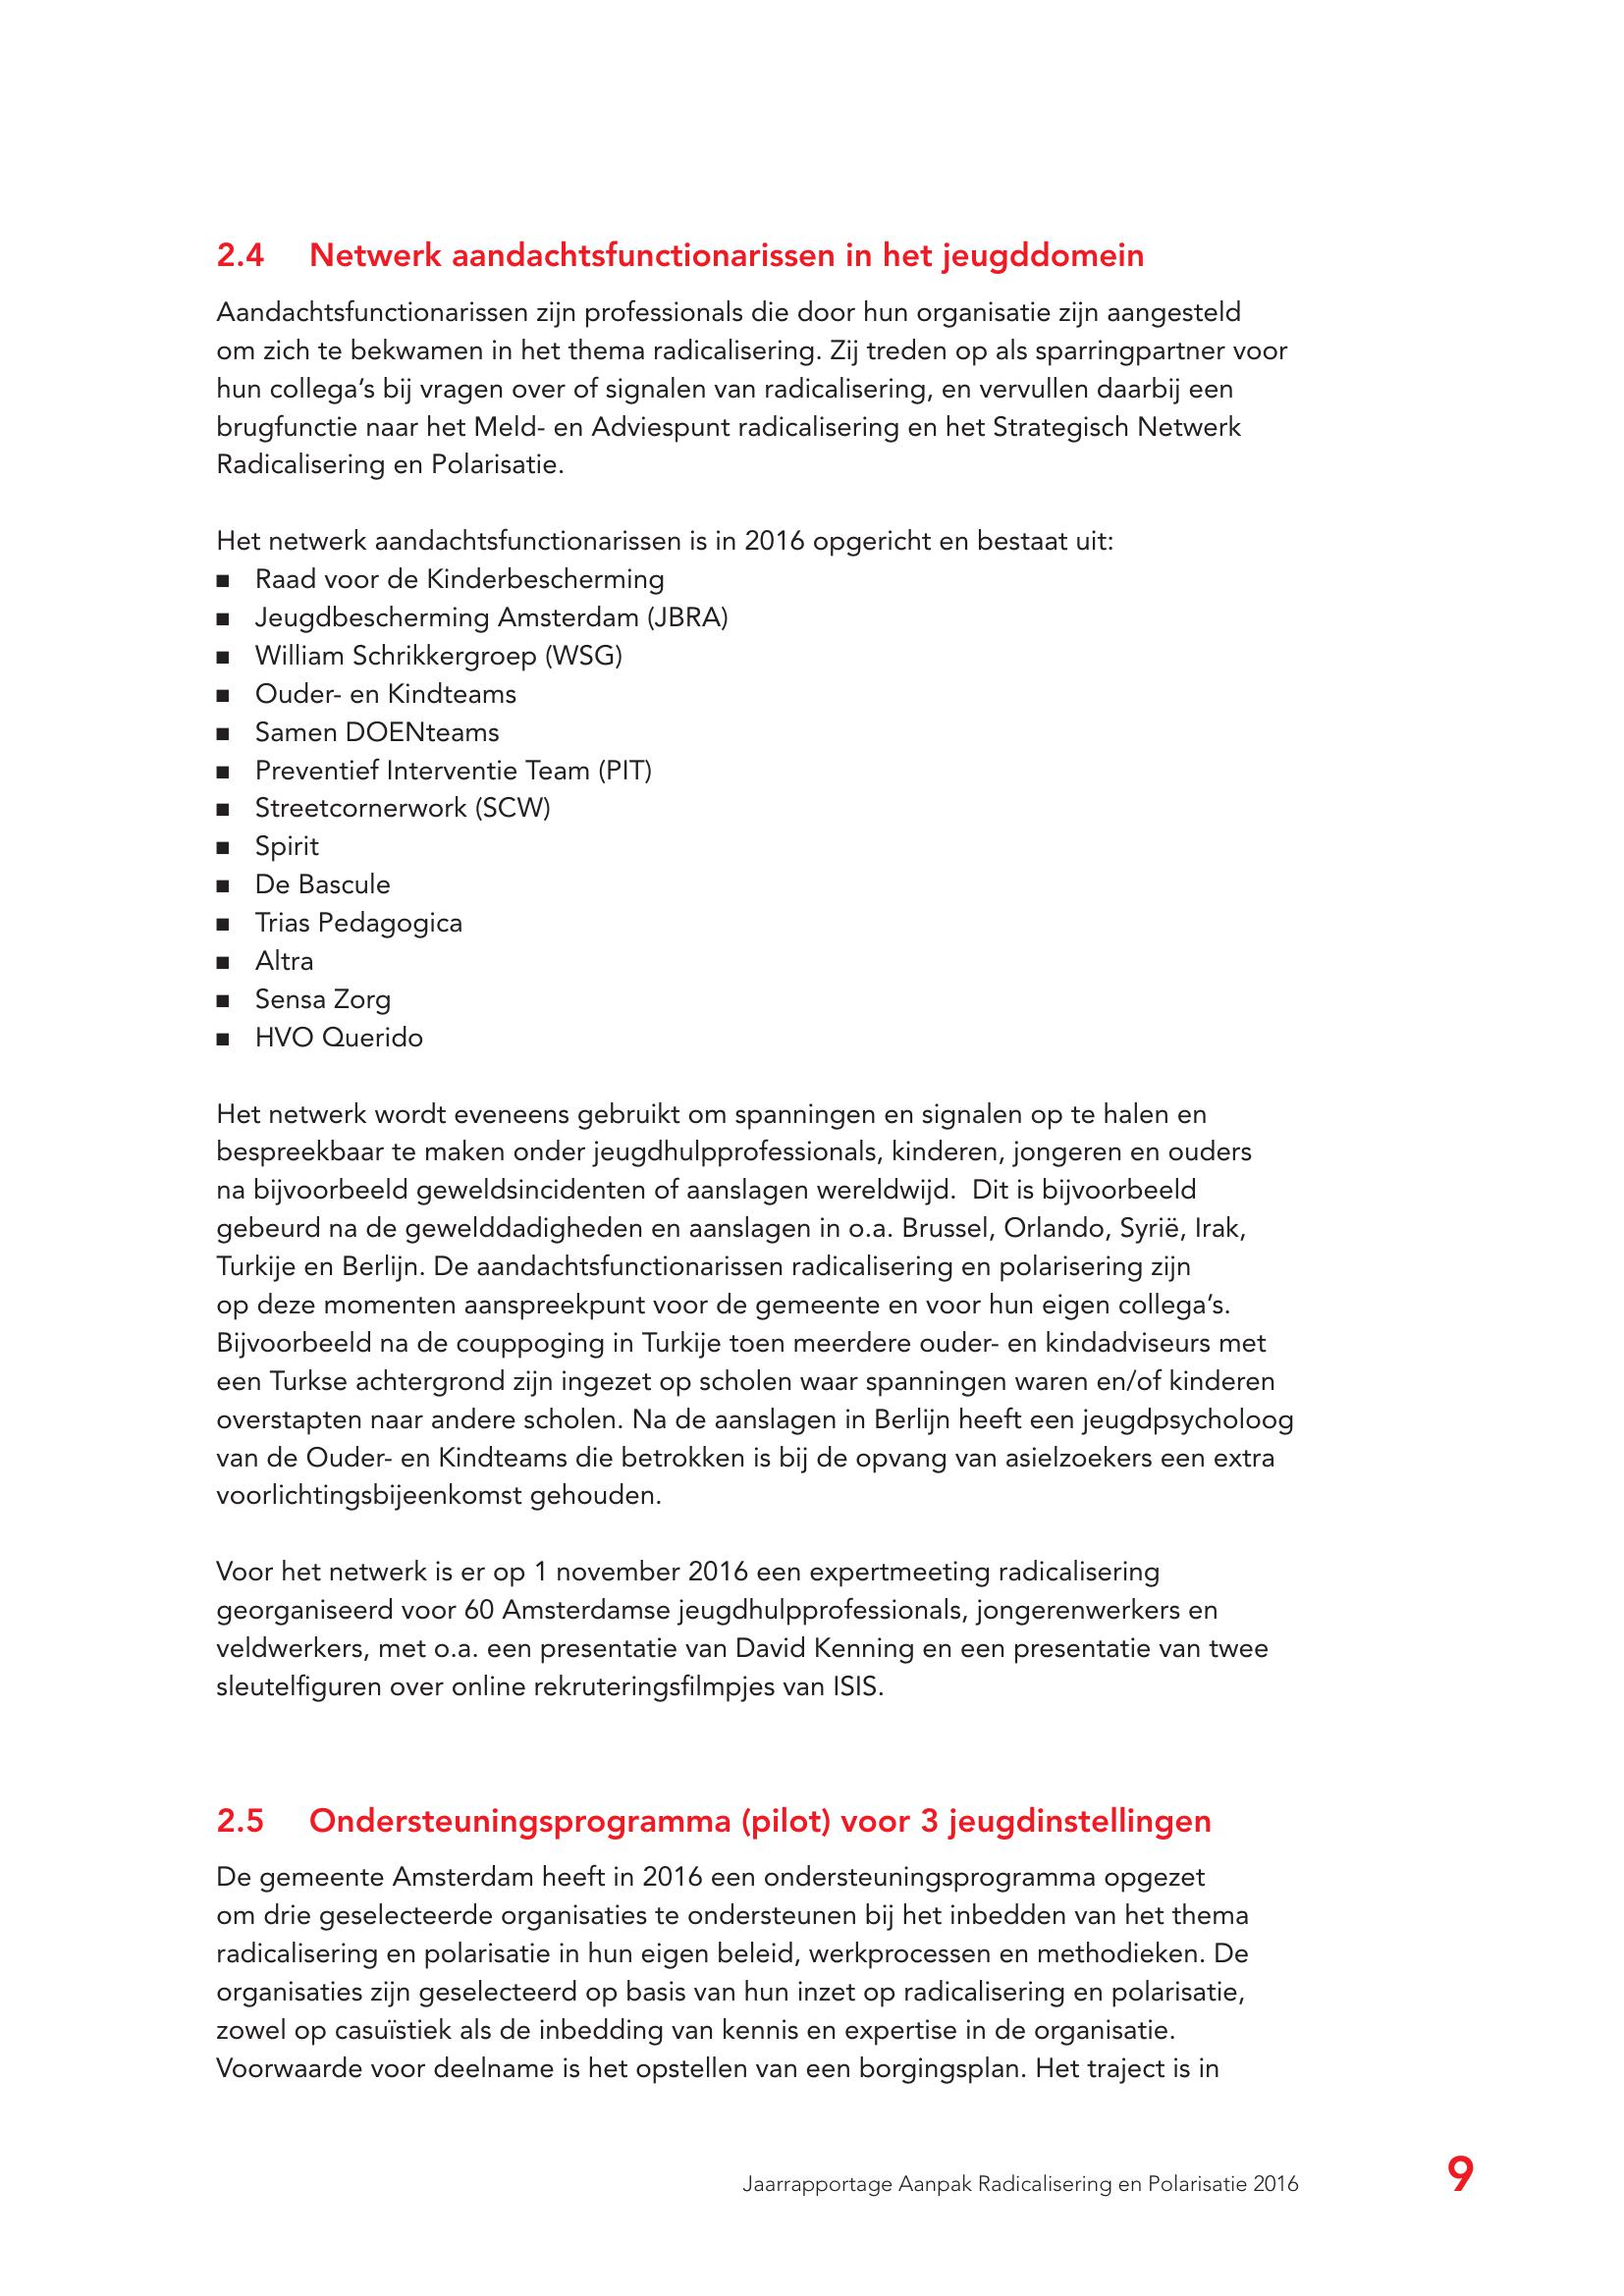 2.4 Netwerk aandachtsfunctionarissen in het jeugddomein
Aandachtsfunctionarissen zijn professionals die door hun organisatie zijn aangesteld
om zich te bekwamen in het thema radicalisering. Zij treden op als sparringpartner voor
hun collega’s bij vragen over of signalen van radicalisering, en vervullen daarbij een
brugfunctie naar het Meld- en Adviespunt radicalisering en het Strategisch Netwerk
Radicalisering en Polarisatie.
Het netwerk aandachtsfunctionarissen is in 2016 opgericht en bestaat uit:
■ Raad voor de Kinderbescherming
■ Jeugdbescherming Amsterdam (JBRA)
■ William Schrikkergroep (WSG)
■ Ouder- en Kindteams
■ Samen DOENteams
■ Preventief Interventie Team (PIT)
■ Streetcornerwork (SCW)
■ Spirit
■ De Bascule
■ Trias Pedagogica
■ Altra
■ Sensa Zorg
■ HVO Querido
Het netwerk wordt eveneens gebruikt om spanningen en signalen op te halen en
bespreekbaar te maken onder jeugdhulpprofessionals, kinderen, jongeren en ouders
na bijvoorbeeld geweldsincidenten of aanslagen wereldwijd.  Dit is bijvoorbeeld
gebeurd na de gewelddadigheden en aanslagen in o.a. Brussel, Orlando, Syrië, Irak,
Turkije en Berlijn. De aandachtsfunctionarissen radicalisering en polarisering zijn
op deze momenten aanspreekpunt voor de gemeente en voor hun eigen collega’s.
Bijvoorbeeld na de couppoging in Turkije toen meerdere ouder- en kindadviseurs met
een Turkse achtergrond zijn ingezet op scholen waar spanningen waren en/of kinderen
overstapten naar andere scholen. Na de aanslagen in Berlijn heeft een jeugdpsycholoog
van de Ouder- en Kindteams die betrokken is bij de opvang van asielzoekers een extra
voorlichtingsbijeenkomst gehouden.
Voor het netwerk is er op 1 november 2016 een expertmeeting radicalisering
georganiseerd voor 60 Amsterdamse jeugdhulpprofessionals, jongerenwerkers en
veldwerkers, met o.a. een presentatie van David Kenning en een presentatie van twee
sleutelfiguren over online rekruteringsfilmpjes van ISIS.
2.5 Ondersteuningsprogramma (pilot) voor 3 jeugdinstellingen
De gemeente Amsterdam heeft in 2016 een ondersteuningsprogramma opgezet
om drie geselecteerde organisaties te ondersteunen bij het inbedden van het thema
radicalisering en polarisatie in hun eigen beleid, werkprocessen en methodieken. De
organisaties zijn geselecteerd op basis van hun inzet op radicalisering en polarisatie,
zowel op casuïstiek als de inbedding van kennis en expertise in de organisatie.
Voorwaarde voor deelname is het opstellen van een borgingsplan. Het traject is in
Jaarrapportage Aanpak Radicalisering en Polarisatie 2016 9